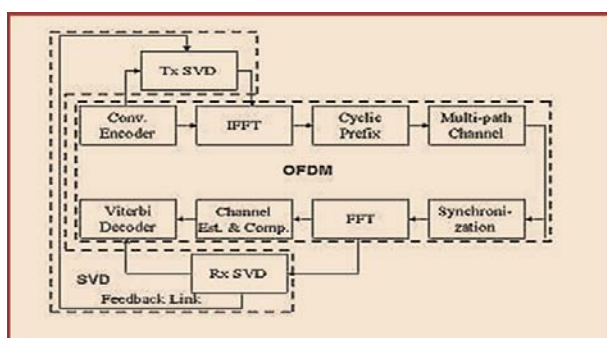 Tx SVD
Conv.
Encoder
IFFT
Cyclic
Prefix
Multi-path
Channel
OFDM
Viterbi
Decoder
Channel
Est. & Comp.
FFT
Synchroni-
zation
SVD
Rx SVD
Feedback Link